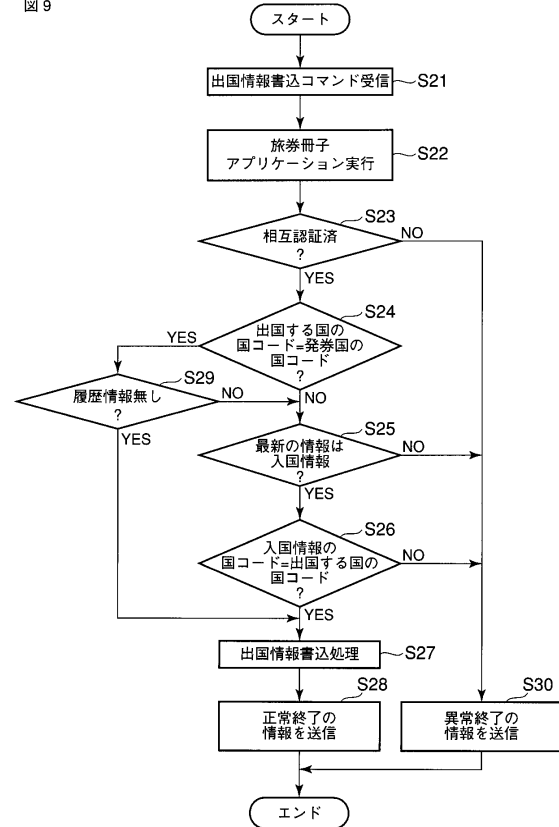 図9
スタート
出国情報書込コマンド受信
S21
旅券冊子
アプリケーション実行
S22
S23
相互認証済
?
NO
YES
S24
出国する国の
国コード=発券国の
国コード
?
YES
NO
S29
履歴情報無し
?
NO
YES
S25
最新の情報は
入国情報
?
NO
YES
S26
入国情報の
国コード=出国する国の
国コード
?
NO
YES
出国情報書込処理
S27
S28
正常終了の
情報を送信
S30
異常終了の
情報を送信
エンド